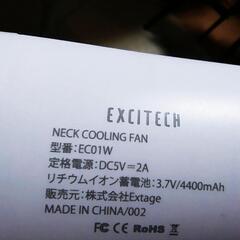 EXCITECH
NECK COOLING FAN
型番:EC01W
定格電源:DC5V=2A
リチウムイオン蓄電池:3.7V/4400mAh
販売元:株式会社Extage
MADE IN CHINA/002
FC CE RoHS